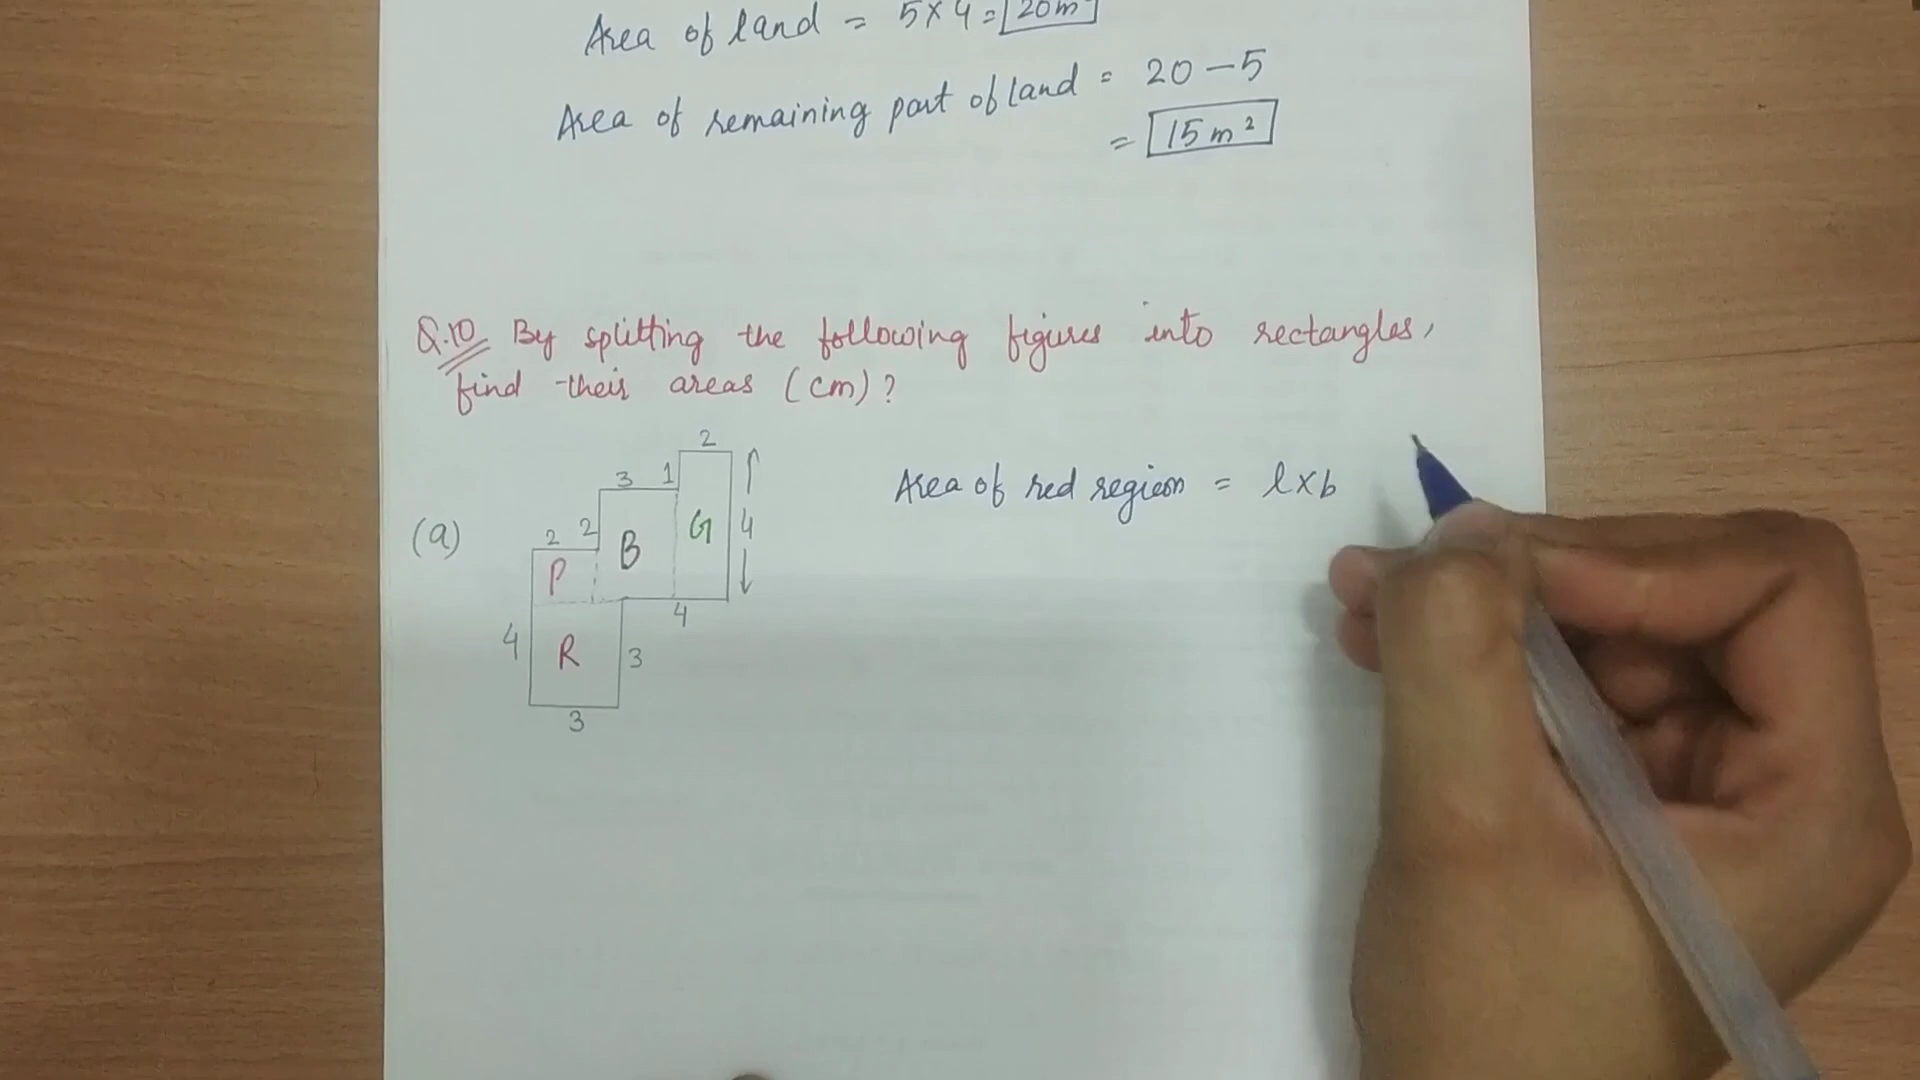 Area of land = 5 x 4 = 20m
Area of remaining part of land = 20 - 5
= 15 m²
Q.10 By splitting the following figures into rectangles,
find their areas (cm) ?
(a)
2
3 1
2 2
P B G 4
4
4 R 3
3
Area of red region = l x b